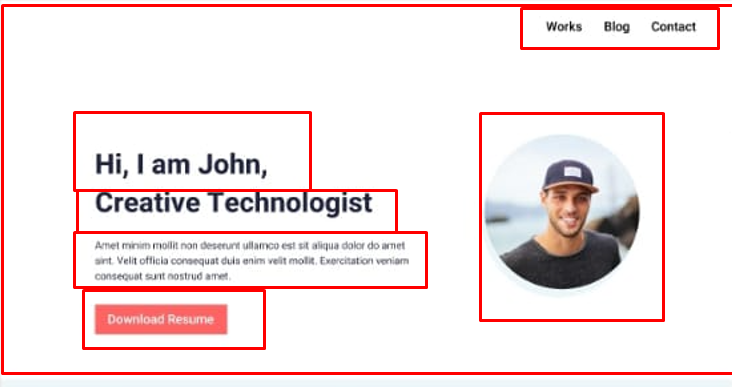 Works Blog Contact
Hi, I am John,
Creative Technologist
Amet minim mollit non deserunt ullamco est sit aliqua dolor do amet
sint. Velit officia consequat duis enim velit mollit. Exercitation veniam
consequat sunt nostrud amet.
Download Resume